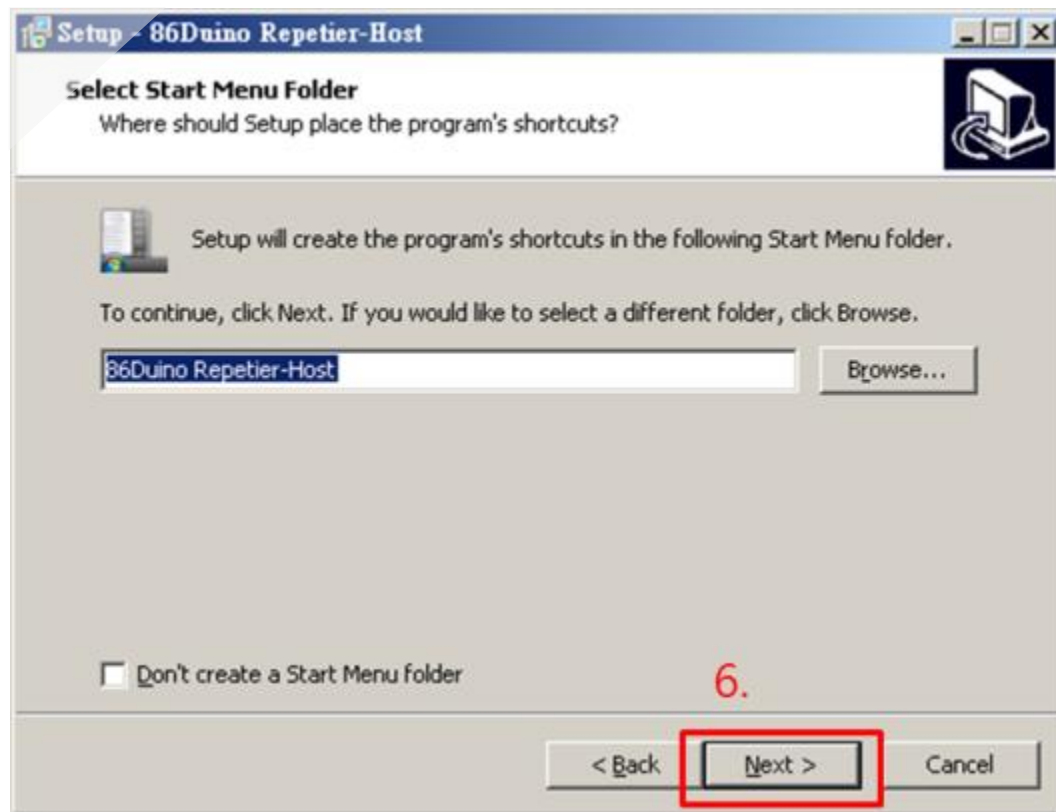 Setup - 86Duino Repetier-Host
Select Start Menu Folder
Where should Setup place the program's shortcuts?
Setup will create the program's shortcuts in the following Start Menu folder.
To continue, click Next. If you would like to select a different folder, click Browse.
86Duino Repetier-Host
Browse...
Don't create a Start Menu folder
6.
< Back
Next >
Cancel